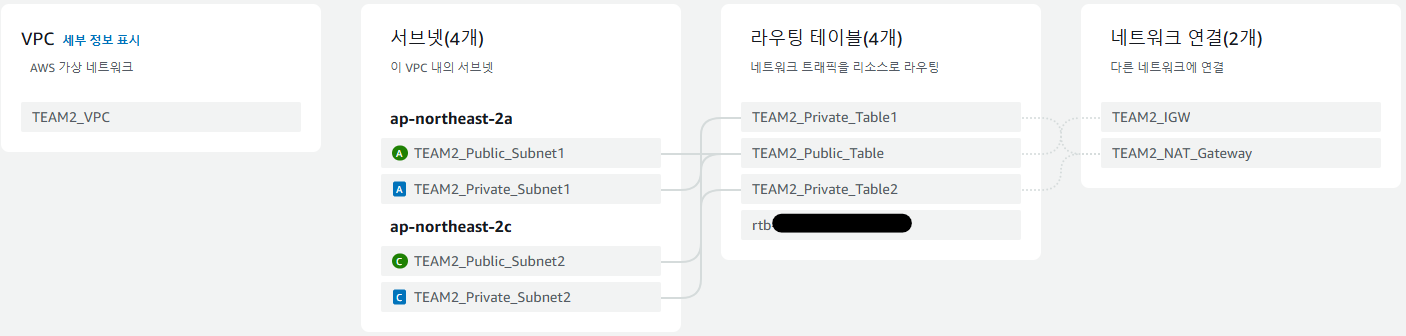 VPC 세부 정보 표시
AWS 가상 네트워크
TEAM2_VPC
서브넷(4개)
이 VPC 내의 서브넷
ap-northeast-2a
A TEAM2_Public_Subnet1
A TEAM2_Private_Subnet1
ap-northeast-2c
C TEAM2_Public_Subnet2
C TEAM2_Private_Subnet2
라우팅 테이블(4개)
네트워크 트래픽을 리소스로 라우팅
TEAM2_Private_Table1
TEAM2_Public_Table
TEAM2_Private_Table2
rtb-
네트워크 연결(2개)
다른 네트워크에 연결
TEAM2_IGW
TEAM2_NAT_Gateway